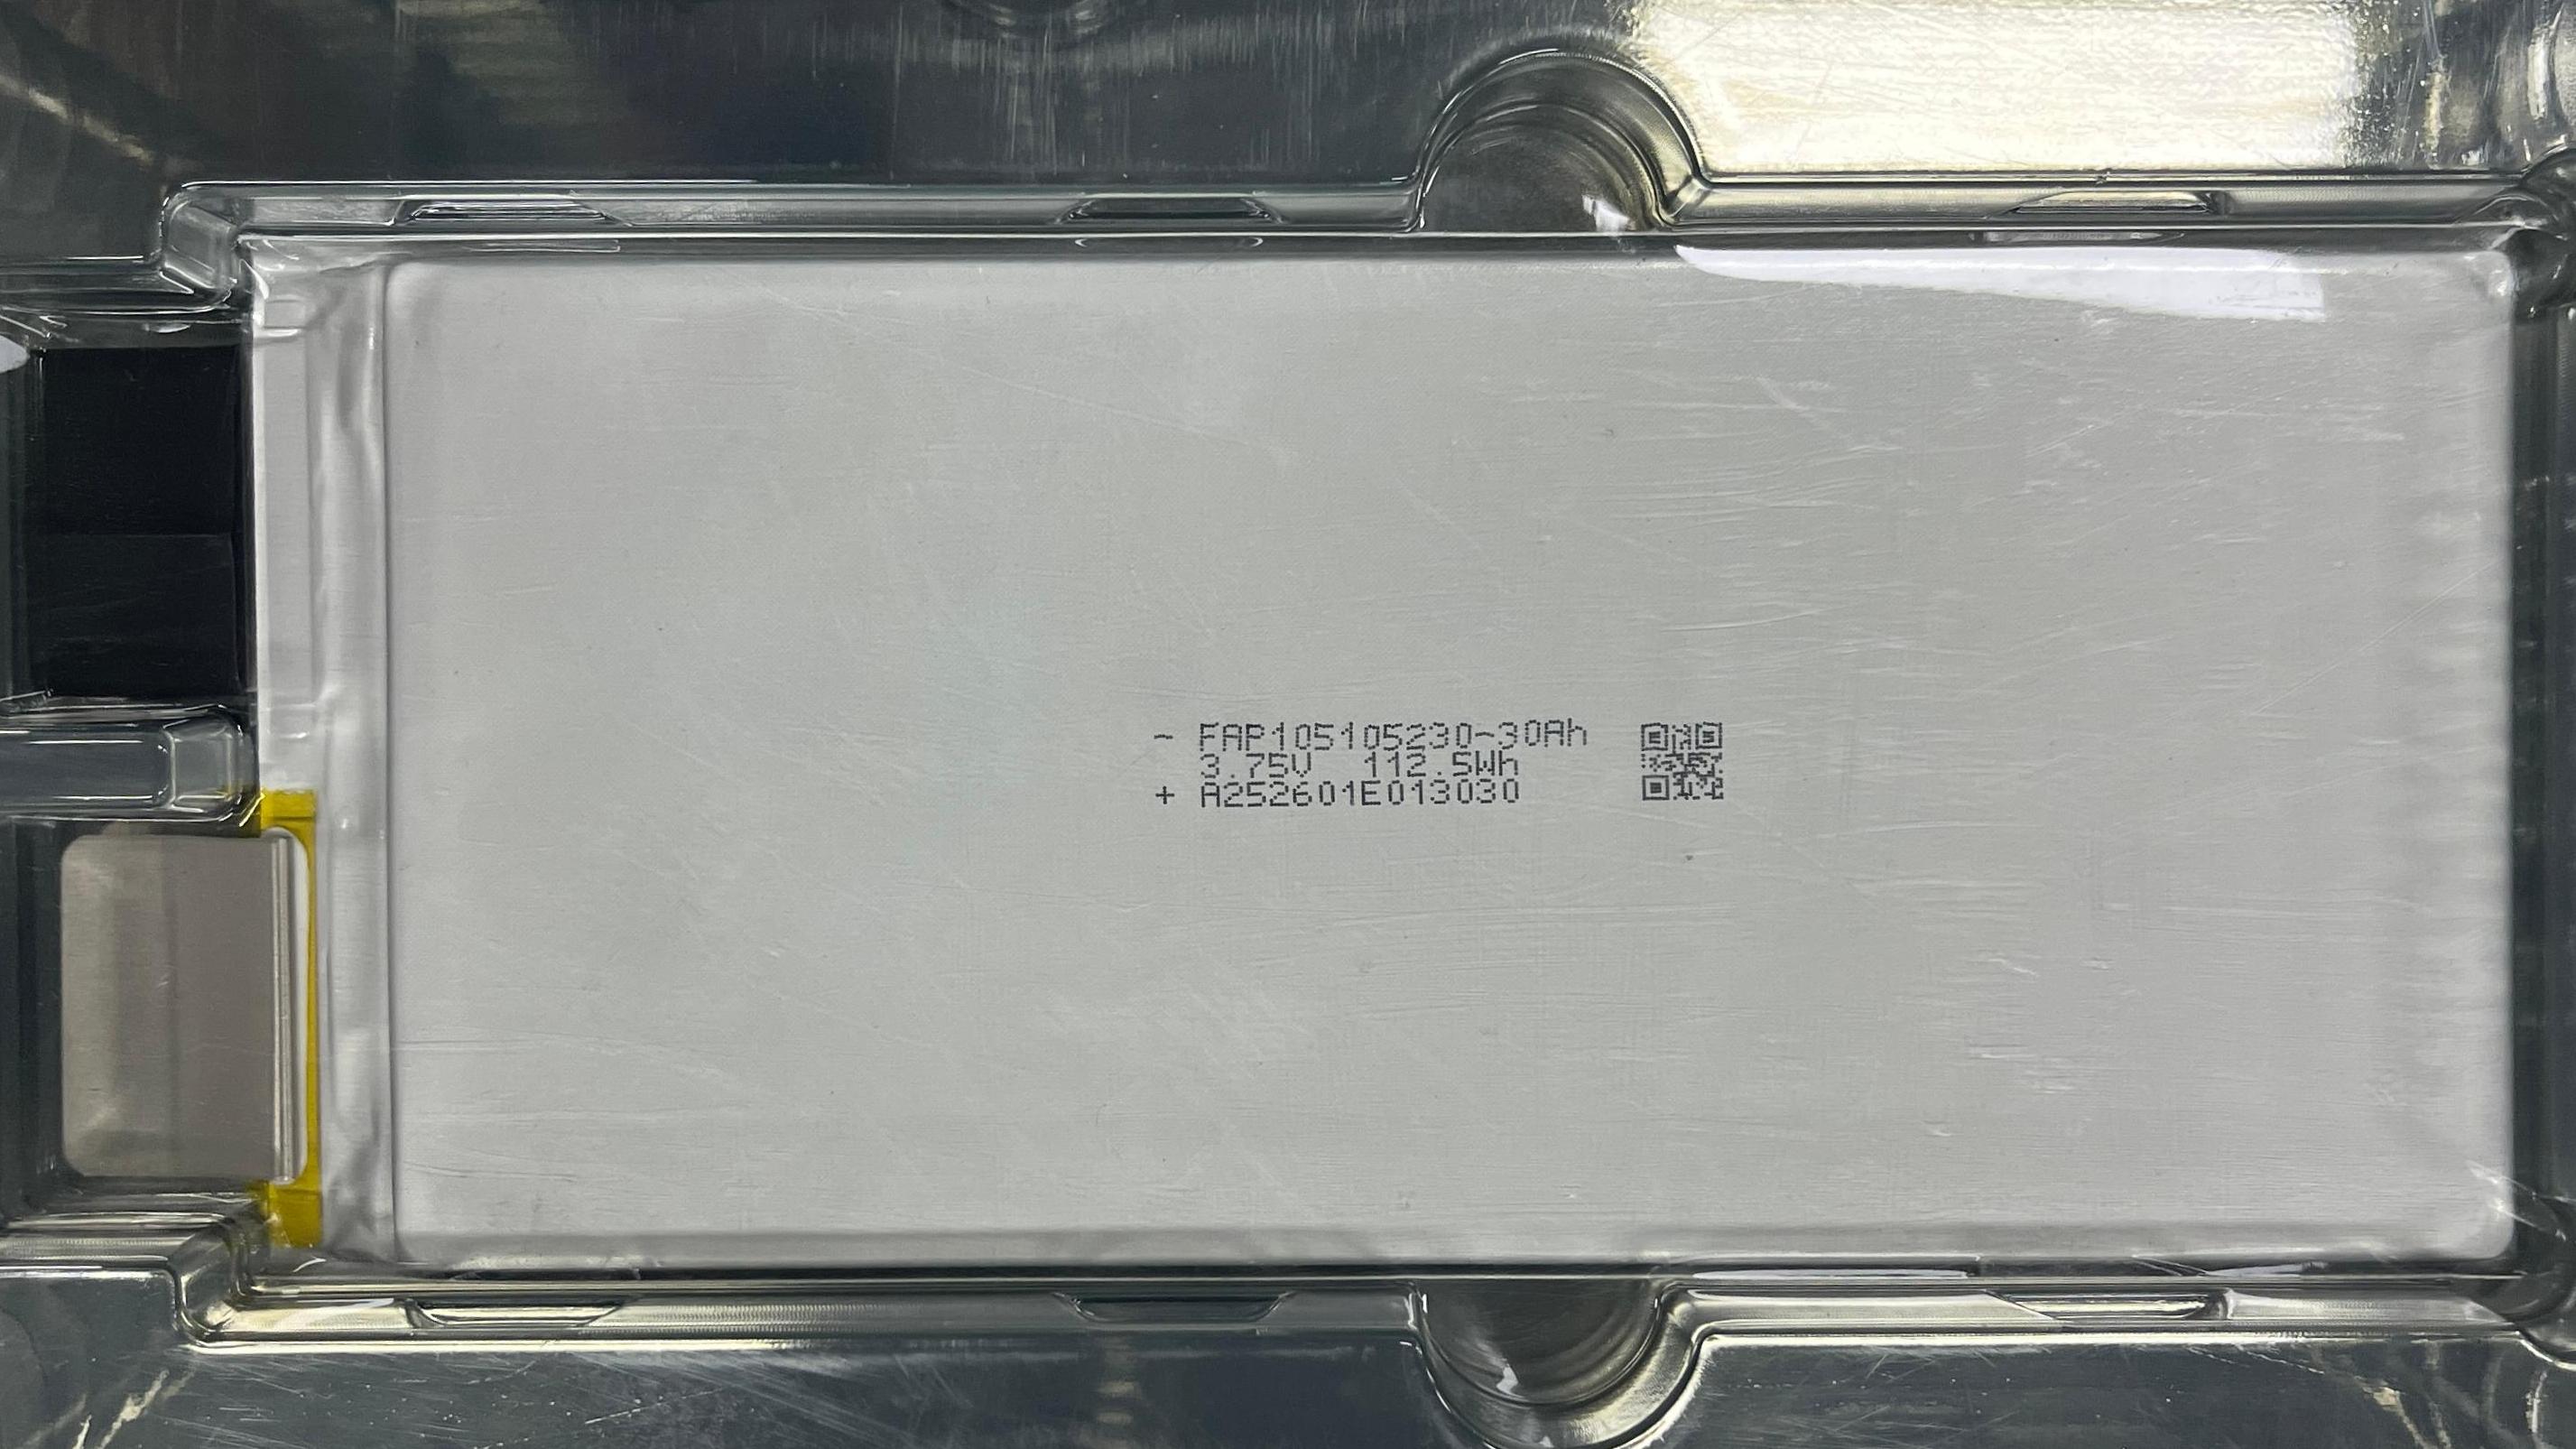 - FAP105105230-30Ah
3.75V 112.5Wh
+ A252601E013030